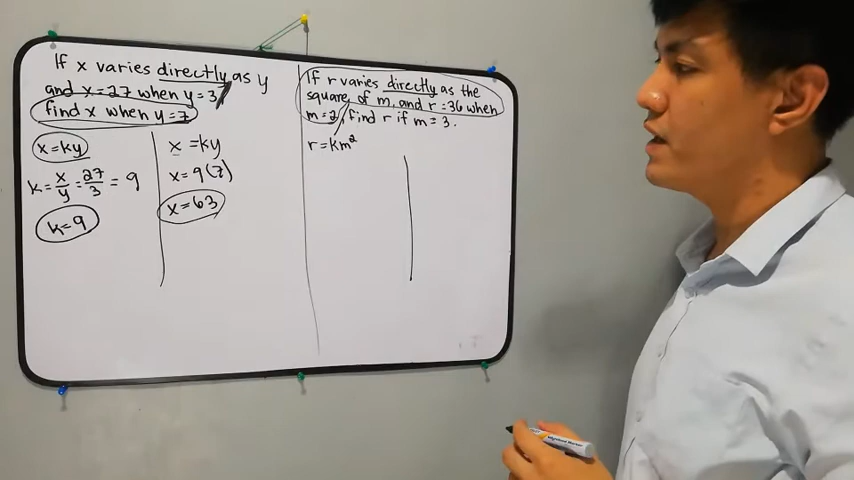 If x varies directly as y
and x=27 when y=3
find x when y=7
x=ky
k=x/y=27/3=9
k=9
x=ky
x=9(7)
x=63
If r varies directly as the
square of m, and r=36 when
m=2, find r if m=3.
r=km²